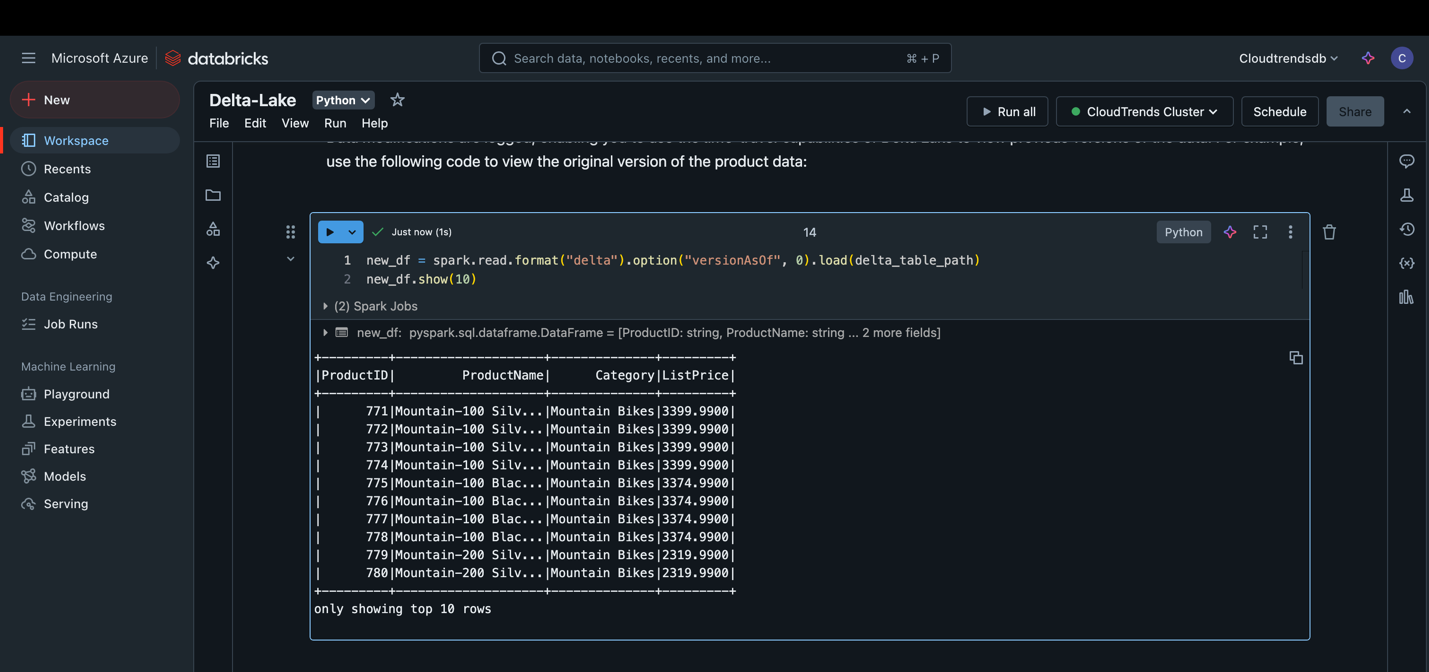 Microsoft Azure databricks
Search data, notebooks, recents, and more... ⌘ + P
Cloudtrendsdb
C
New
Workspace
Recents
Catalog
Workflows
Compute
Data Engineering
Job Runs
Machine Learning
Playground
Experiments
Features
Models
Serving
Delta-Lake Python
File Edit View Run Help
Run all CloudTrends Cluster Schedule Share
use the following code to view the original version of the product data:
Just now (1s) 14 Python
1 new_df = spark.read.format("delta").option("versionAsOf", 0).load(delta_table_path)
2 new_df.show(10)
(2) Spark Jobs
new_df: pyspark.sql.dataframe.DataFrame = [ProductID: string, ProductName: string ... 2 more fields]
+---------+--------------------+-------------+---------+
|ProductID|         ProductName|     Category|ListPrice|
+---------+--------------------+-------------+---------+
|      771|Mountain-100 Silv...|Mountain Bikes|3399.9900|
|      772|Mountain-100 Silv...|Mountain Bikes|3399.9900|
|      773|Mountain-100 Silv...|Mountain Bikes|3399.9900|
|      774|Mountain-100 Silv...|Mountain Bikes|3399.9900|
|      775|Mountain-100 Blac...|Mountain Bikes|3374.9900|
|      776|Mountain-100 Blac...|Mountain Bikes|3374.9900|
|      777|Mountain-100 Blac...|Mountain Bikes|3374.9900|
|      778|Mountain-100 Blac...|Mountain Bikes|3374.9900|
|      779|Mountain-200 Silv...|Mountain Bikes|2319.9900|
|      780|Mountain-200 Silv...|Mountain Bikes|2319.9900|
+---------+--------------------+-------------+---------+
only showing top 10 rows